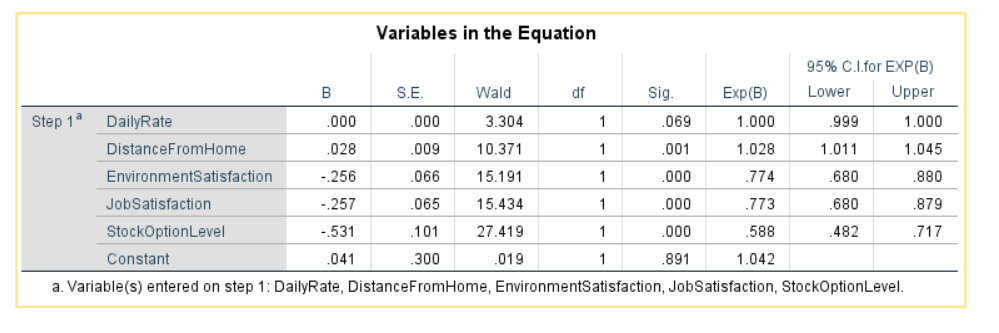 Variables in the Equation
95% C.I.for EXP(B)
B S.E. Wald df Sig. Exp(B) Lower Upper
Step 1a DailyRate .000 .000 3.304 1 .069 1.000 .999 1.000
DistanceFromHome .028 .009 10.371 1 .001 1.028 1.011 1.045
EnvironmentSatisfaction -.256 .066 15.191 1 .000 .774 .680 .880
JobSatisfaction -.257 .065 15.434 1 .000 .773 .680 .879
StockOptionLevel -.531 .101 27.419 1 .000 .588 .482 .717
Constant .041 .300 .019 1 .891 1.042
a. Variable(s) entered on step 1: DailyRate, DistanceFromHome, EnvironmentSatisfaction, JobSatisfaction, StockOptionLevel.